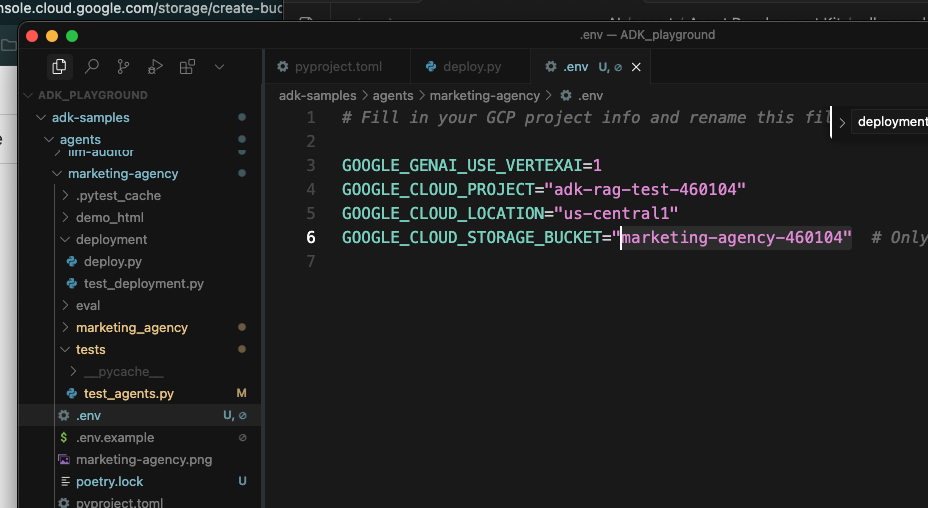 nsole.cloud.google.com/storage/create-buc
.env — ADK_playground
pyproject.toml
deploy.py
.env U, ⊘ ×
ADK_PLAYGROUND
adk-samples
agents
llm-auditor
marketing-agency
.pytest_cache
demo_html
deployment
deploy.py
test_deployment.py
eval
marketing_agency
tests
__pycache__
test_agents.py M
.env U, ⊘
$ .env.example ⊘
marketing-agency.png
poetry.lock U
pyproject.toml
adk-samples > agents > marketing-agency > .env
1 # Fill in your GCP project info and rename this fil
2
3 GOOGLE_GENAI_USE_VERTEXAI=1
4 GOOGLE_CLOUD_PROJECT="adk-rag-test-460104"
5 GOOGLE_CLOUD_LOCATION="us-central1"
6 GOOGLE_CLOUD_STORAGE_BUCKET="marketing-agency-460104" # Only
7
> deployment